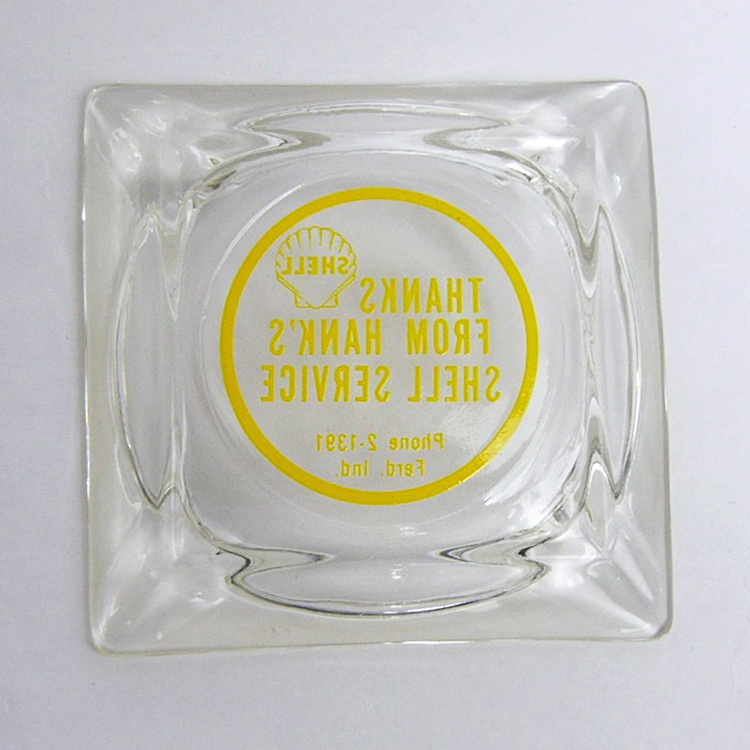 SHELL
THANKS
FROM HANK'S
SHELL SERVICE
Phone 2-1391
Ferd. Ind.